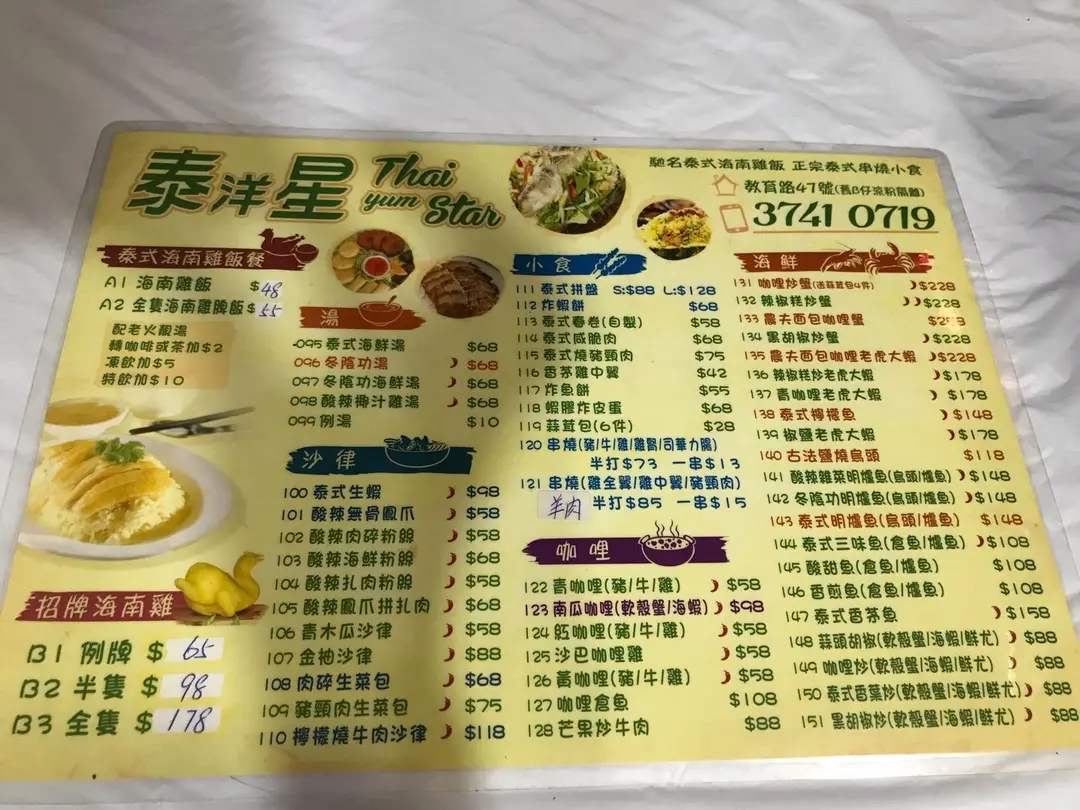 泰洋星 Thai yum Star
馳名泰式海南雞飯 正宗泰式串燒小食
教育路47號(舊B仔涼粉隔離)
3741 0719
泰式海南雞飯餐
A1 海南雞飯 $48
A2 全隻海南雞脾飯 $55
配老火靚湯
轉咖啡或茶加$2
凍飲加$5
特飲加$10
招牌海南雞
B1 例牌 $65
B2 半隻 $98
B3 全隻 $178
湯
095 泰式海鮮湯 $68
096 冬陰功湯 $68
097 冬陰功海鮮湯 $68
098 酸辣椰汁雞湯 $68
099 例湯 $10
沙律
100 泰式生蝦 $98
101 酸辣無骨鳳爪 $58
102 酸辣肉碎粉絲 $58
103 酸辣海鮮粉絲 $68
104 酸辣扎肉粉絲 $58
105 酸辣鳳爪拼扎肉 $68
106 青木瓜沙律 $58
107 金柚沙律 $88
108 肉碎生菜包 $68
109 豬頸肉生菜包 $75
110 檸檬燒牛肉沙律 $118
小食
111 泰式拼盤 S:$88 L:$128
112 炸蝦餅 $68
113 泰式春卷(自製) $58
114 泰式咸脆肉 $68
115 泰式燒豬頸肉 $75
116 香茅雞中翼 $42
117 炸魚餅 $55
118 蝦膠炸皮蛋 $68
119 蒜茸包(6件) $28
120 串燒(豬/牛/雞/雞腎/司華力腸)
半打$73 一串$13
121 串燒(雞全翼/雞中翼/豬頸肉)
羊肉 半打$85 一串$15
咖哩
122 青咖哩(豬/牛/雞) $58
123 南瓜咖哩(軟殼蟹/海蝦) $98
124 紅咖哩(豬/牛/雞) $58
125 沙巴咖哩雞 $58
126 黃咖哩(豬/牛/雞) $58
127 咖哩倉魚 $108
128 芒果炒牛肉 $88
海鮮
131 咖哩炒蟹(送蒜茸包4件) $228
132 辣椒糕炒蟹 $228
133 農夫面包咖哩蟹
134 黑胡椒炒蟹 $228
135 農夫面包咖哩老虎大蝦 $228
136 辣椒糕炒老虎大蝦 $178
137 青咖哩老虎大蝦 $178
138 泰式檸檬魚 $148
139 椒鹽老虎大蝦 $178
140 古法鹽燒烏頭 $118
141 酸辣雜菜明爐魚(烏頭/爐魚) $148
142 冬陰功明爐魚(烏頭/爐魚) $148
143 泰式明爐魚(烏頭/爐魚) $148
144 泰式三味魚(倉魚/爐魚) $108
145 酸甜魚(倉魚/爐魚) $108
146 香煎魚(倉魚/爐魚) $108
147 泰式香茅魚 $158
148 蒜頭胡椒(軟殼蟹/海蝦/鮮尤) $88
149 咖哩炒(軟殼蟹/海蝦/鮮尤) $88
150 泰式香葉炒(軟殼蟹/海蝦/鮮尤) $88
151 黑胡椒炒(軟殼蟹/海蝦/鮮尤) $88